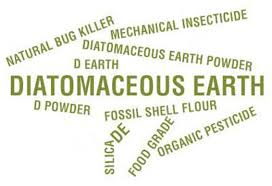 NATURAL BUG KILLER
MECHANICAL INSECTICIDE
DIATOMACEOUS EARTH POWDER
D EARTH
DIATOMACEOUS EARTH
D POWDER
FOSSIL SHELL FLOUR
SILICA
DE
FOOD GRADE
ORGANIC PESTICIDE